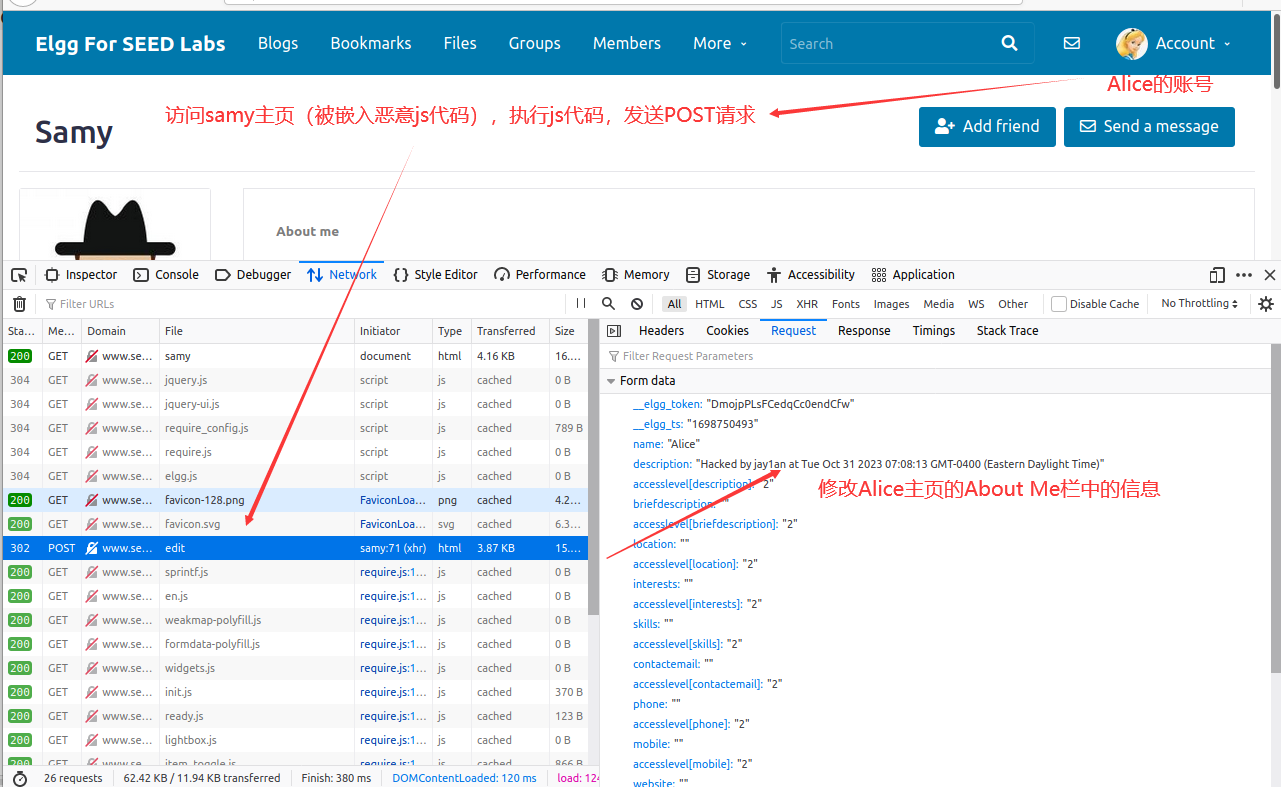 Elgg For SEED Labs Blogs Bookmarks Files Groups Members More Search Account
Alice的账号
访问samy主页（被嵌入恶意js代码），执行js代码，发送POST请求
Samy
Add friend Send a message
About me
Inspector Console Debugger Network Style Editor Performance Memory Storage Accessibility Application
Filter URLs All HTML CSS JS XHR Fonts Images Media WS Other Disable Cache No Throttling
Sta... Me... Domain File Initiator Type Transferred Size
200 GET www.se... samy document html 4.16 KB 16....
304 GET www.se... jquery.js script js cached 0 B
304 GET www.se... jquery-ui.js script js cached 0 B
304 GET www.se... require_config.js script js cached 789 B
304 GET www.se... require.js script js cached 0 B
304 GET www.se... elgg.js script js cached 0 B
200 GET www.se... favicon-128.png FaviconLoa... png cached 4.2...
200 GET www.se... favicon.svg FaviconLoa... svg cached 6.3...
302 POST www.se... edit samy:71 (xhr) html 3.87 KB 15....
200 GET www.se... sprintf.js require.js:1... js cached 0 B
200 GET www.se... en.js require.js:1... js cached 0 B
200 GET www.se... weakmap-polyfill.js require.js:1... js cached 0 B
200 GET www.se... formdata-polyfill.js require.js:1... js cached 0 B
200 GET www.se... widgets.js require.js:1... js cached 0 B
200 GET www.se... init.js require.js:1... js cached 370 B
200 GET www.se... ready.js require.js:1... js cached 123 B
200 GET www.se... lightbox.js require.js:1... js cached 0 B
200 GET www.se... item_toggle.js require.js:1... js cached 866 B
26 requests 62.42 KB / 11.94 KB transferred Finish: 380 ms DOMContentLoaded: 120 ms load: 124
Headers Cookies Request Response Timings Stack Trace
Filter Request Parameters
Form data
__elgg_token: "DmojpPLsFCedqCc0endCfw"
__elgg_ts: "1698750493"
name: "Alice"
description: "Hacked by jay1an at Tue Oct 31 2023 07:08:13 GMT-0400 (Eastern Daylight Time)"
accesslevel[description]: "2"
修改Alice主页的About Me栏中的信息
briefdescription: ""
accesslevel[briefdescription]: "2"
location: ""
accesslevel[location]: "2"
interests: ""
accesslevel[interests]: "2"
skills: ""
accesslevel[skills]: "2"
contactemail: ""
accesslevel[contactemail]: "2"
phone: ""
accesslevel[phone]: "2"
mobile: ""
accesslevel[mobile]: "2"
website: ""